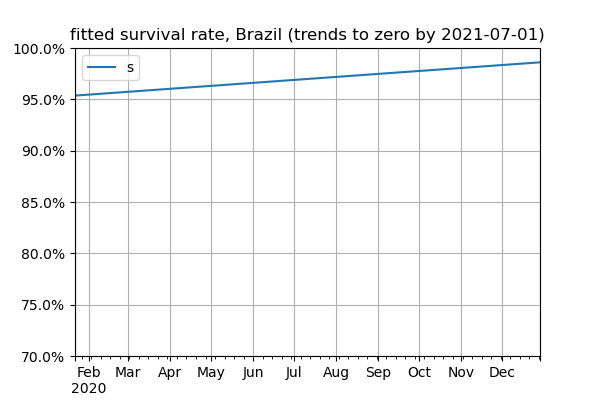 fitted survival rate, Brazil (trends to zero by 2021-07-01)
100.0%
s
95.0%
90.0%
85.0%
80.0%
75.0%
70.0%
Feb Mar Apr May Jun Jul Aug Sep Oct Nov Dec
2020